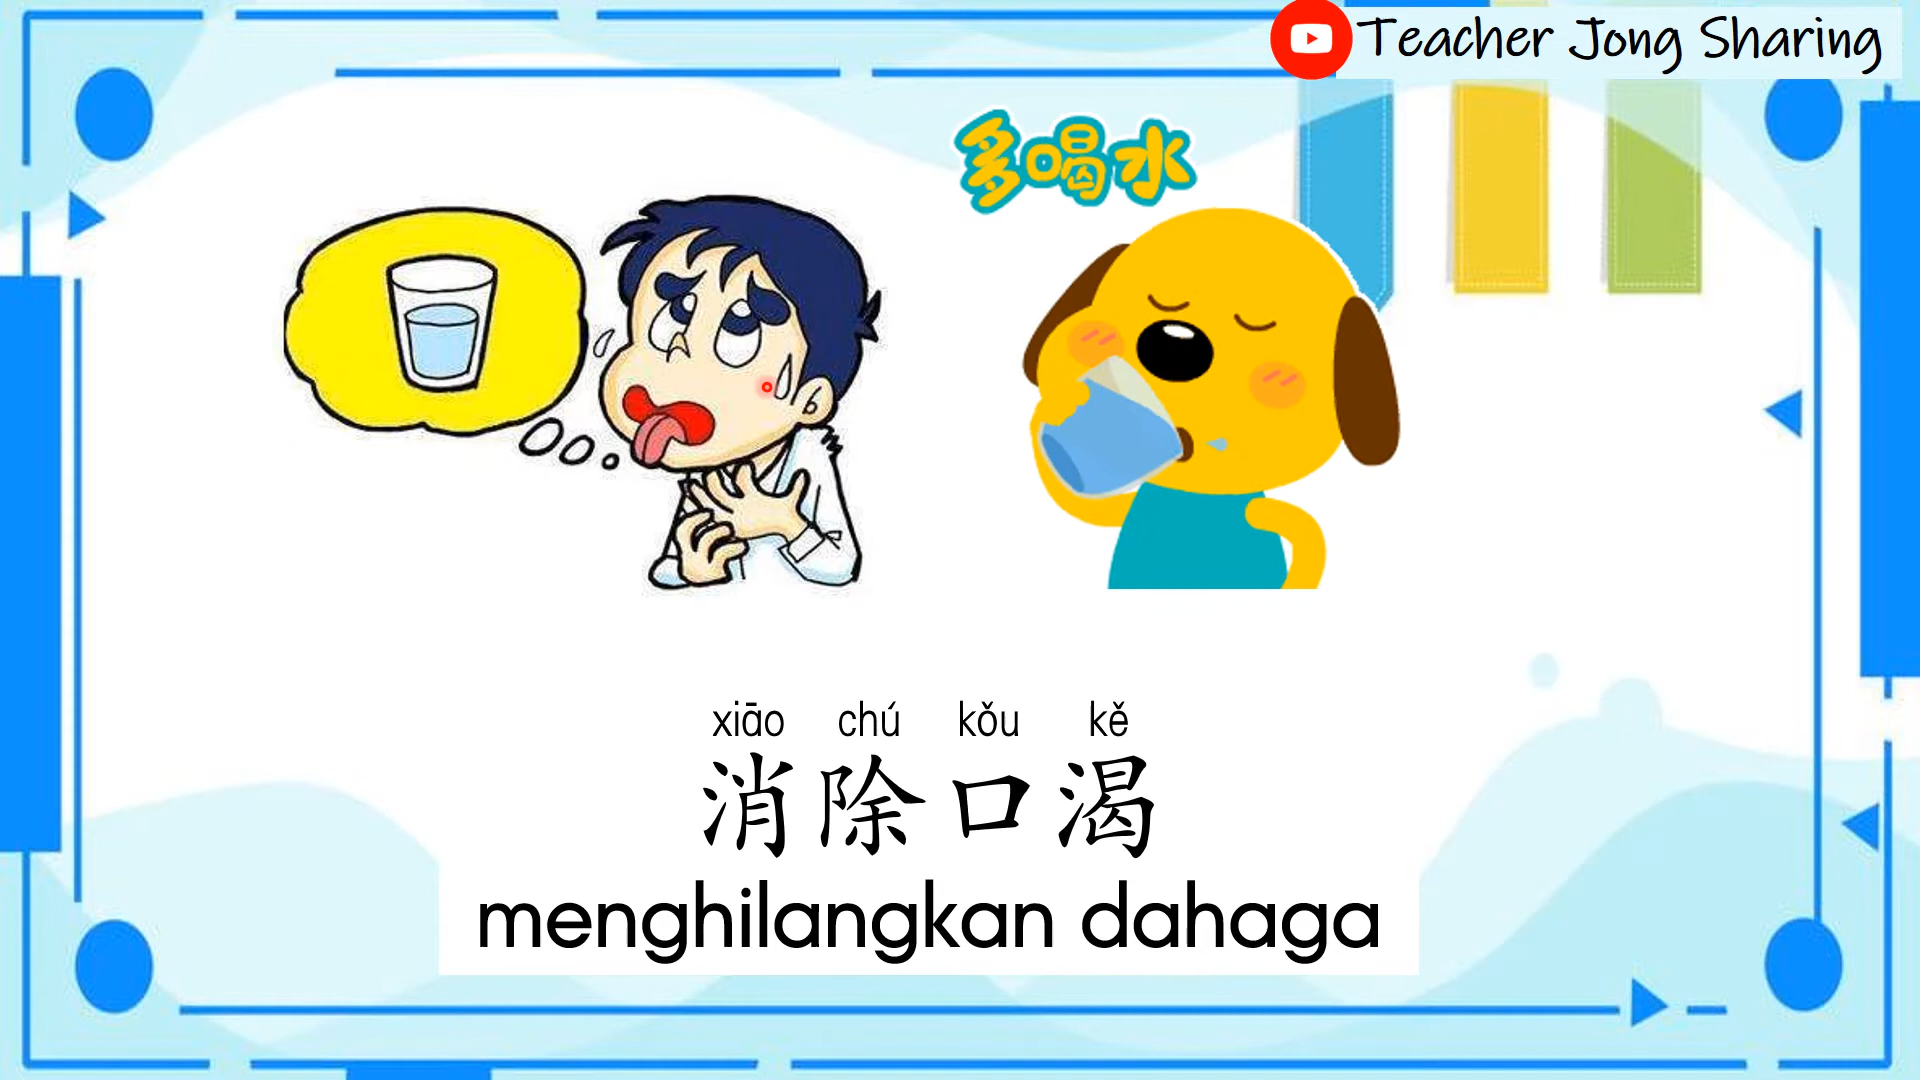 Teacher Jong Sharing
多喝水
xiāo chú kǒu kě
消除口渴
menghilangkan dahaga